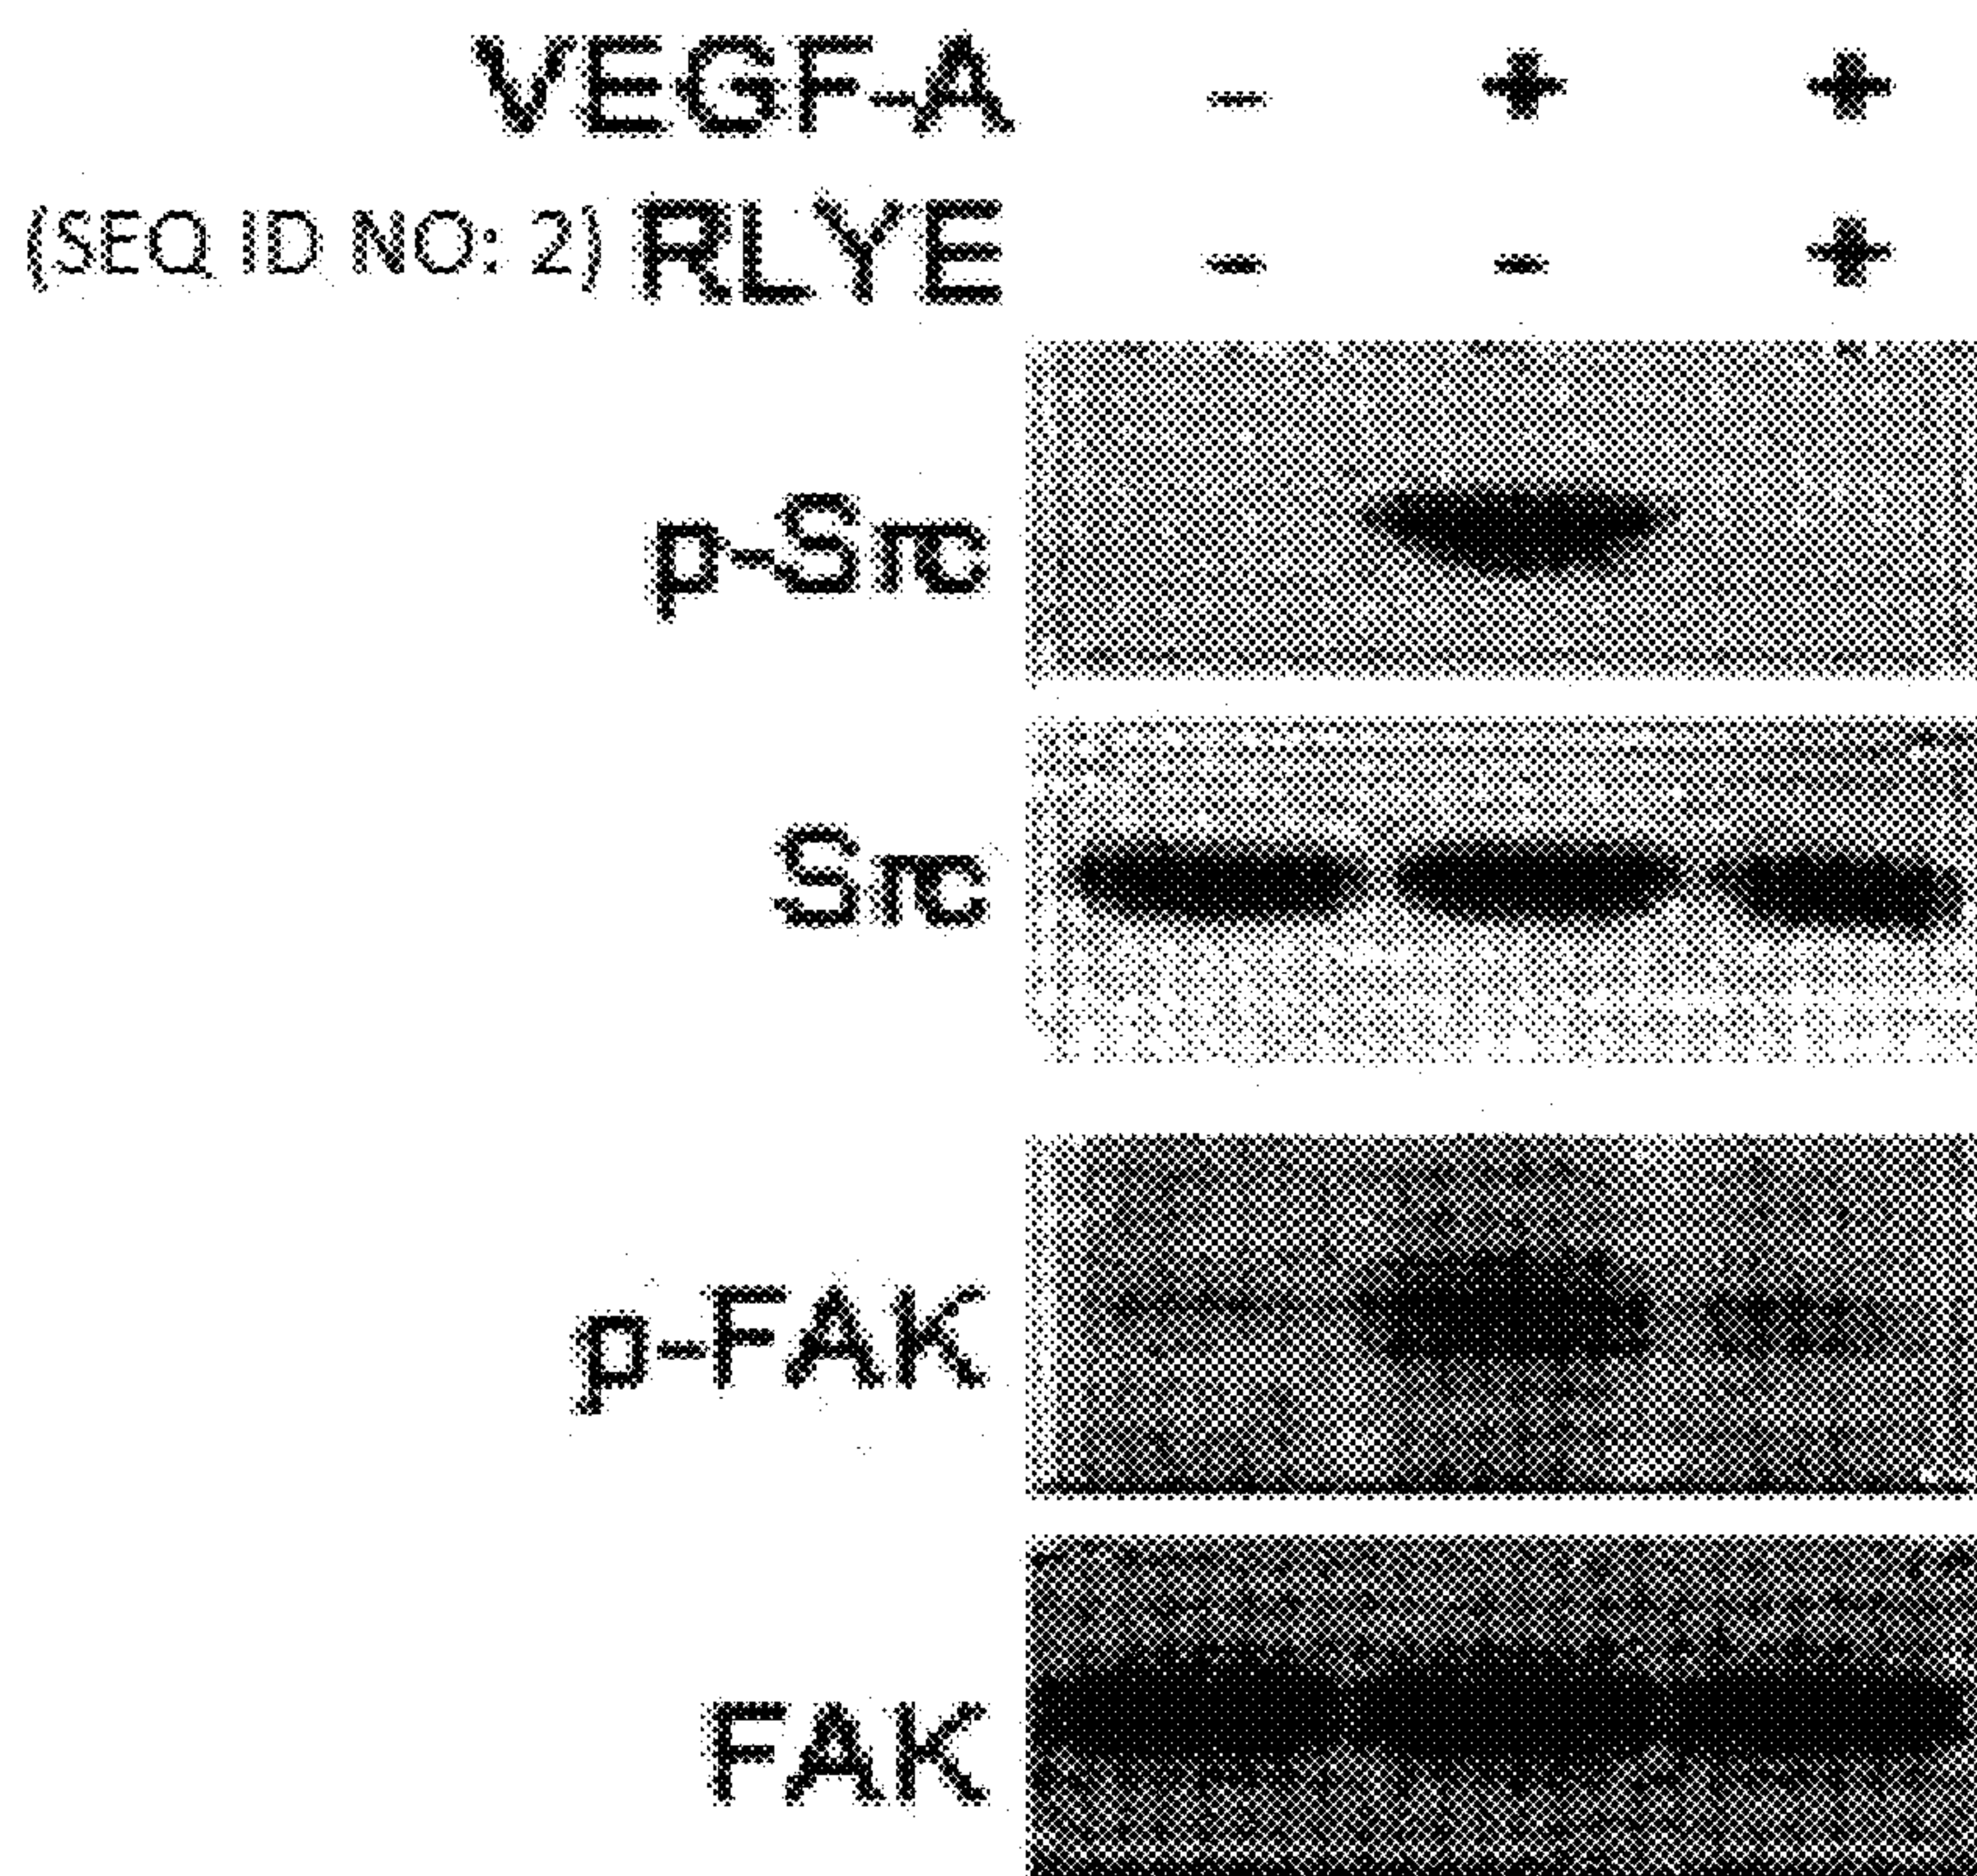 VEGF-A - + +
(SEQ ID NO: 2) RLYE - - +
p-Src
Src
p-FAK
FAK